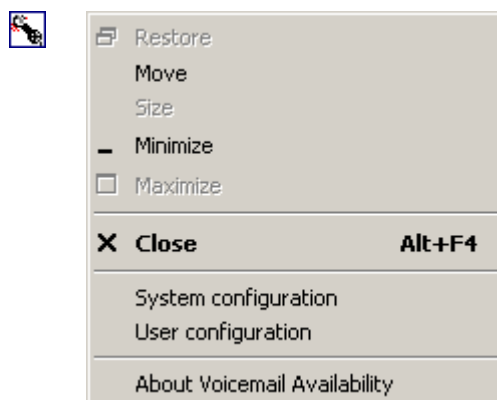 Restore
Move
Size
Minimize
Maximize
Close Alt+F4
System configuration
User configuration
About Voicemail Availability